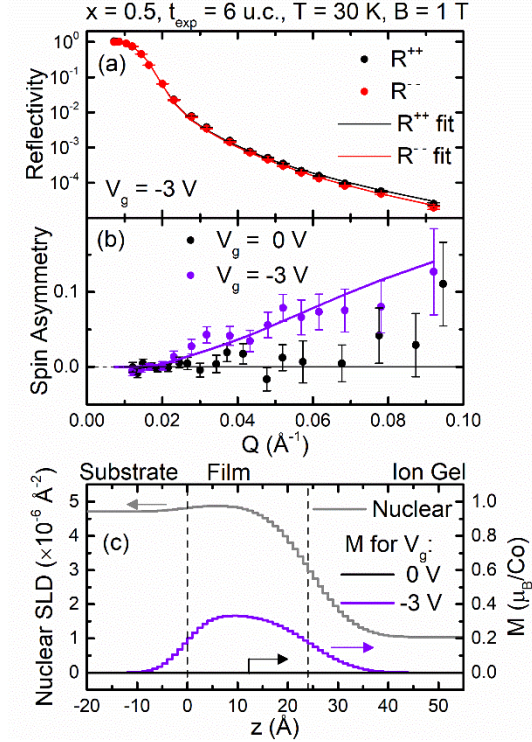 x = 0.5, t_exp = 6 u.c., T = 30 K, B = 1 T
10^0
10^-1
10^-2
10^-3
10^-4
Reflectivity
(a)
R^++
R^- -
R^++ fit
R^- - fit
V_g = -3 V
(b)
V_g = 0 V
V_g = -3 V
0.1
0.0
Spin Asymmetry
0.00 0.02 0.04 0.06 0.08 0.10
Q (Å^-1)
Substrate Film Ion Gel
5
4
3
2
1
0
Nuclear SLD (×10^-6 Å^-2)
(c)
Nuclear
M for V_g:
0 V
-3 V
1.0
0.8
0.6
0.4
0.2
0.0
M (μ_B/Co)
-20 -10 0 10 20 30 40 50
z (Å)